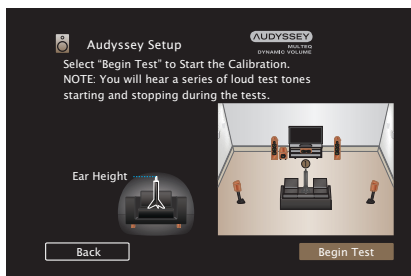 Audyssey Setup
AUDYSSEY
MULTEQ
DYNAMIC VOLUME
Select “Begin Test” to Start the Calibration.
NOTE: You will hear a series of loud test tones
starting and stopping during the tests.
Ear Height
Back
Begin Test